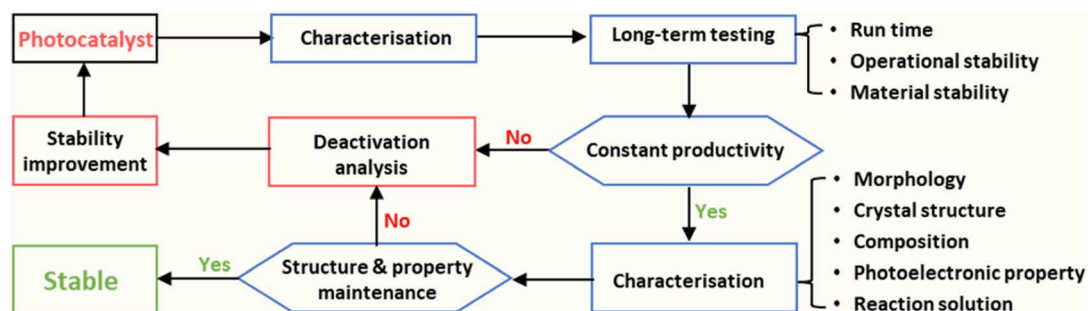 Photocatalyst
Characterisation
Long-term testing
• Run time
• Operational stability
• Material stability
Stability
improvement
Deactivation
analysis
No
Constant productivity
Yes
No
• Morphology
• Crystal structure
• Composition
• Photoelectronic property
• Reaction solution
Stable
Yes
Structure & property
maintenance
Characterisation